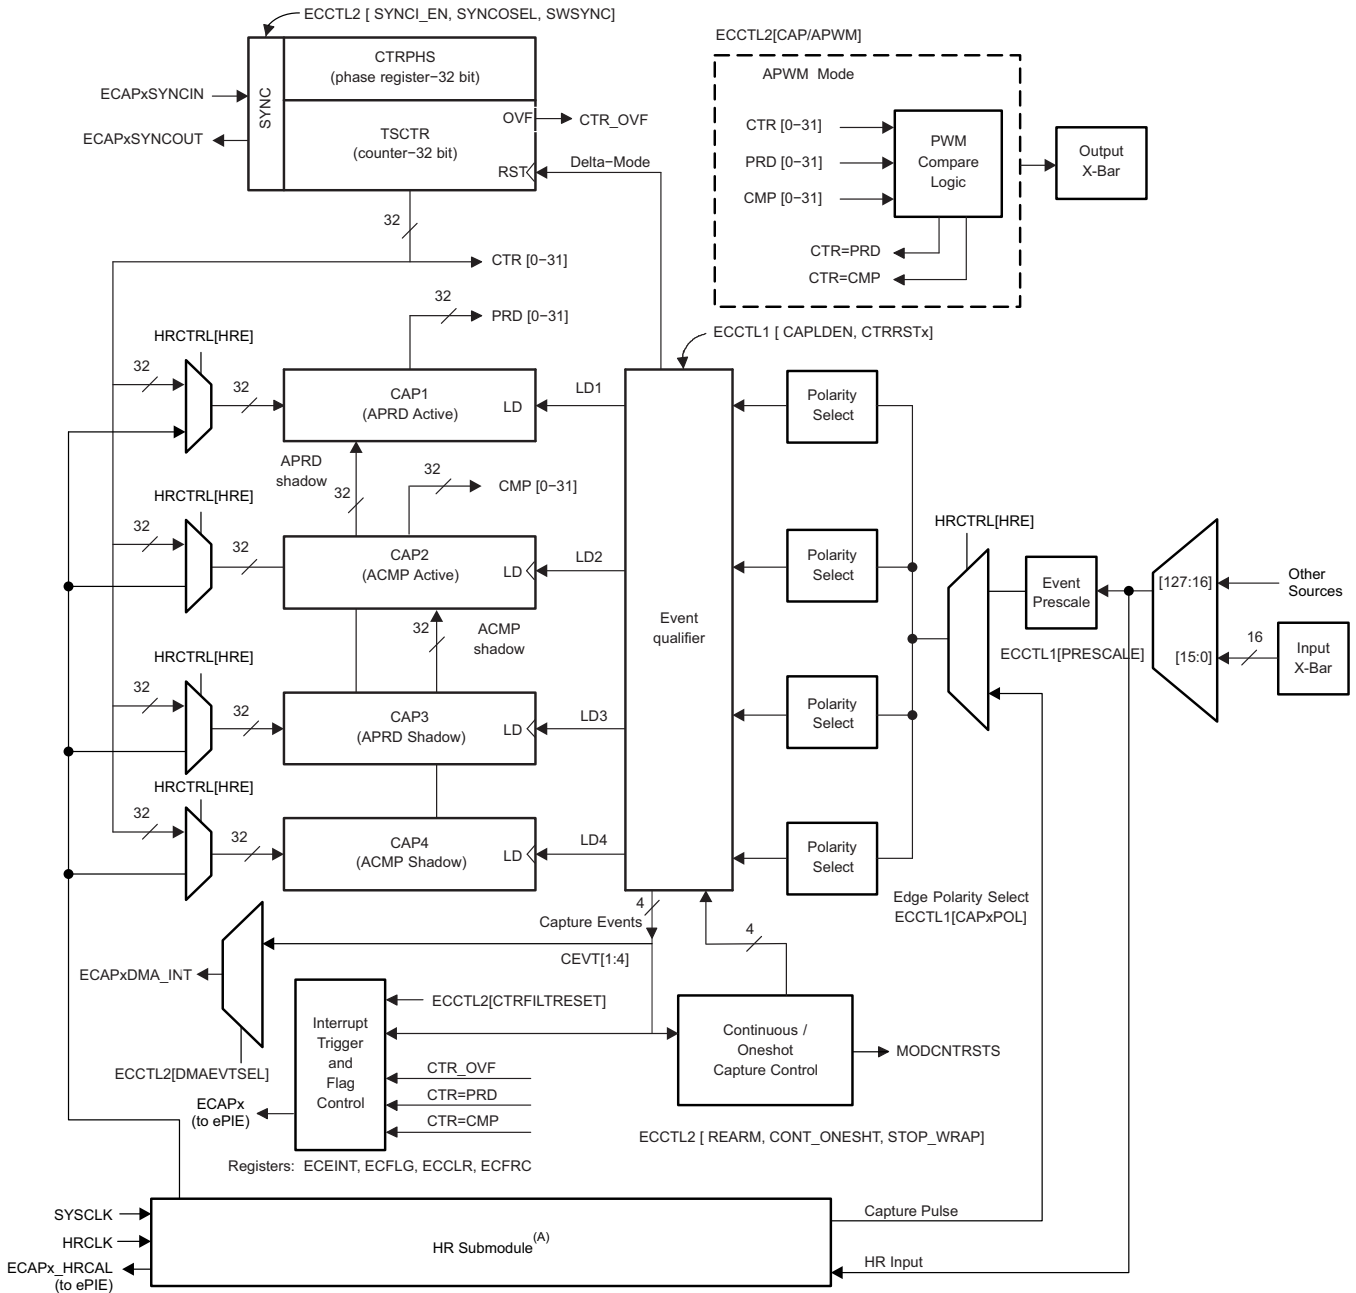 ECCTL2 [ SYNCI_EN, SYNCOSEL, SWSYNC]
SYNC
CTRPHS
(phase register−32 bit)
TSCTR
(counter−32 bit)
OVF
RST
ECAPxSYNCIN
ECAPxSYNCOUT
CTR_OVF
Delta−Mode
ECCTL2[CAP/APWM]
APWM Mode
CTR [0−31]
PRD [0−31]
CMP [0−31]
PWM
Compare
Logic
Output
X-Bar
CTR=PRD
CTR=CMP
32
CTR [0−31]
32
PRD [0−31]
ECCTL1 [ CAPLDEN, CTRRSTx]
HRCTRL[HRE]
32
32
CAP1
(APRD Active)
LD
LD1
Polarity
Select
APRD
shadow
32
32
CMP [0−31]
HRCTRL[HRE]
32
32
CAP2
(ACMP Active)
LD
LD2
Polarity
Select
HRCTRL[HRE]
Event
Prescale
ECCTL1[PRESCALE]
[127:16]
[15:0]
Other
Sources
16
Input
X-Bar
Event
qualifier
32
ACMP
shadow
HRCTRL[HRE]
32
32
CAP3
(APRD Shadow)
LD
LD3
Polarity
Select
HRCTRL[HRE]
32
32
CAP4
(ACMP Shadow)
LD
LD4
Polarity
Select
Edge Polarity Select
ECCTL1[CAPxPOL]
4
Capture Events
CEVT[1:4]
4
ECAPxDMA_INT
ECCTL2[DMAEVTSEL]
Interrupt
Trigger
and
Flag
Control
ECCTL2[CTRFILTRESET]
CTR_OVF
CTR=PRD
CTR=CMP
ECAPx
(to ePIE)
Continuous /
Oneshot
Capture Control
MODCNTRSTS
ECCTL2 [ REARM, CONT_ONESHT, STOP_WRAP]
Registers: ECEINT, ECFLG, ECCLR, ECFRC
SYSCLK
HRCLK
ECAPx_HRCAL
(to ePIE)
HR Submodule(A)
Capture Pulse
HR Input